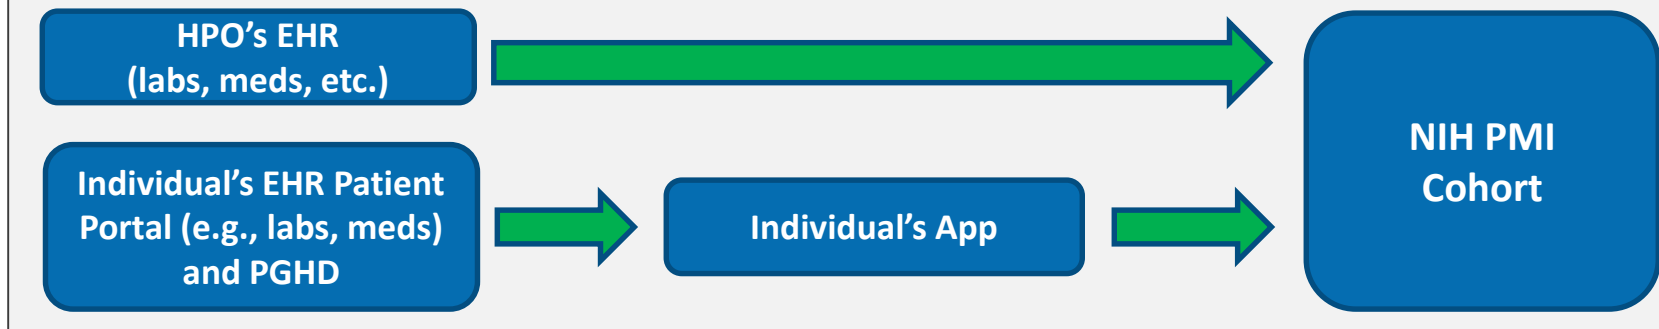 HPO’s EHR
(labs, meds, etc.)
Individual’s EHR Patient
Portal (e.g., labs, meds)
and PGHD
Individual’s App
NIH PMI
Cohort